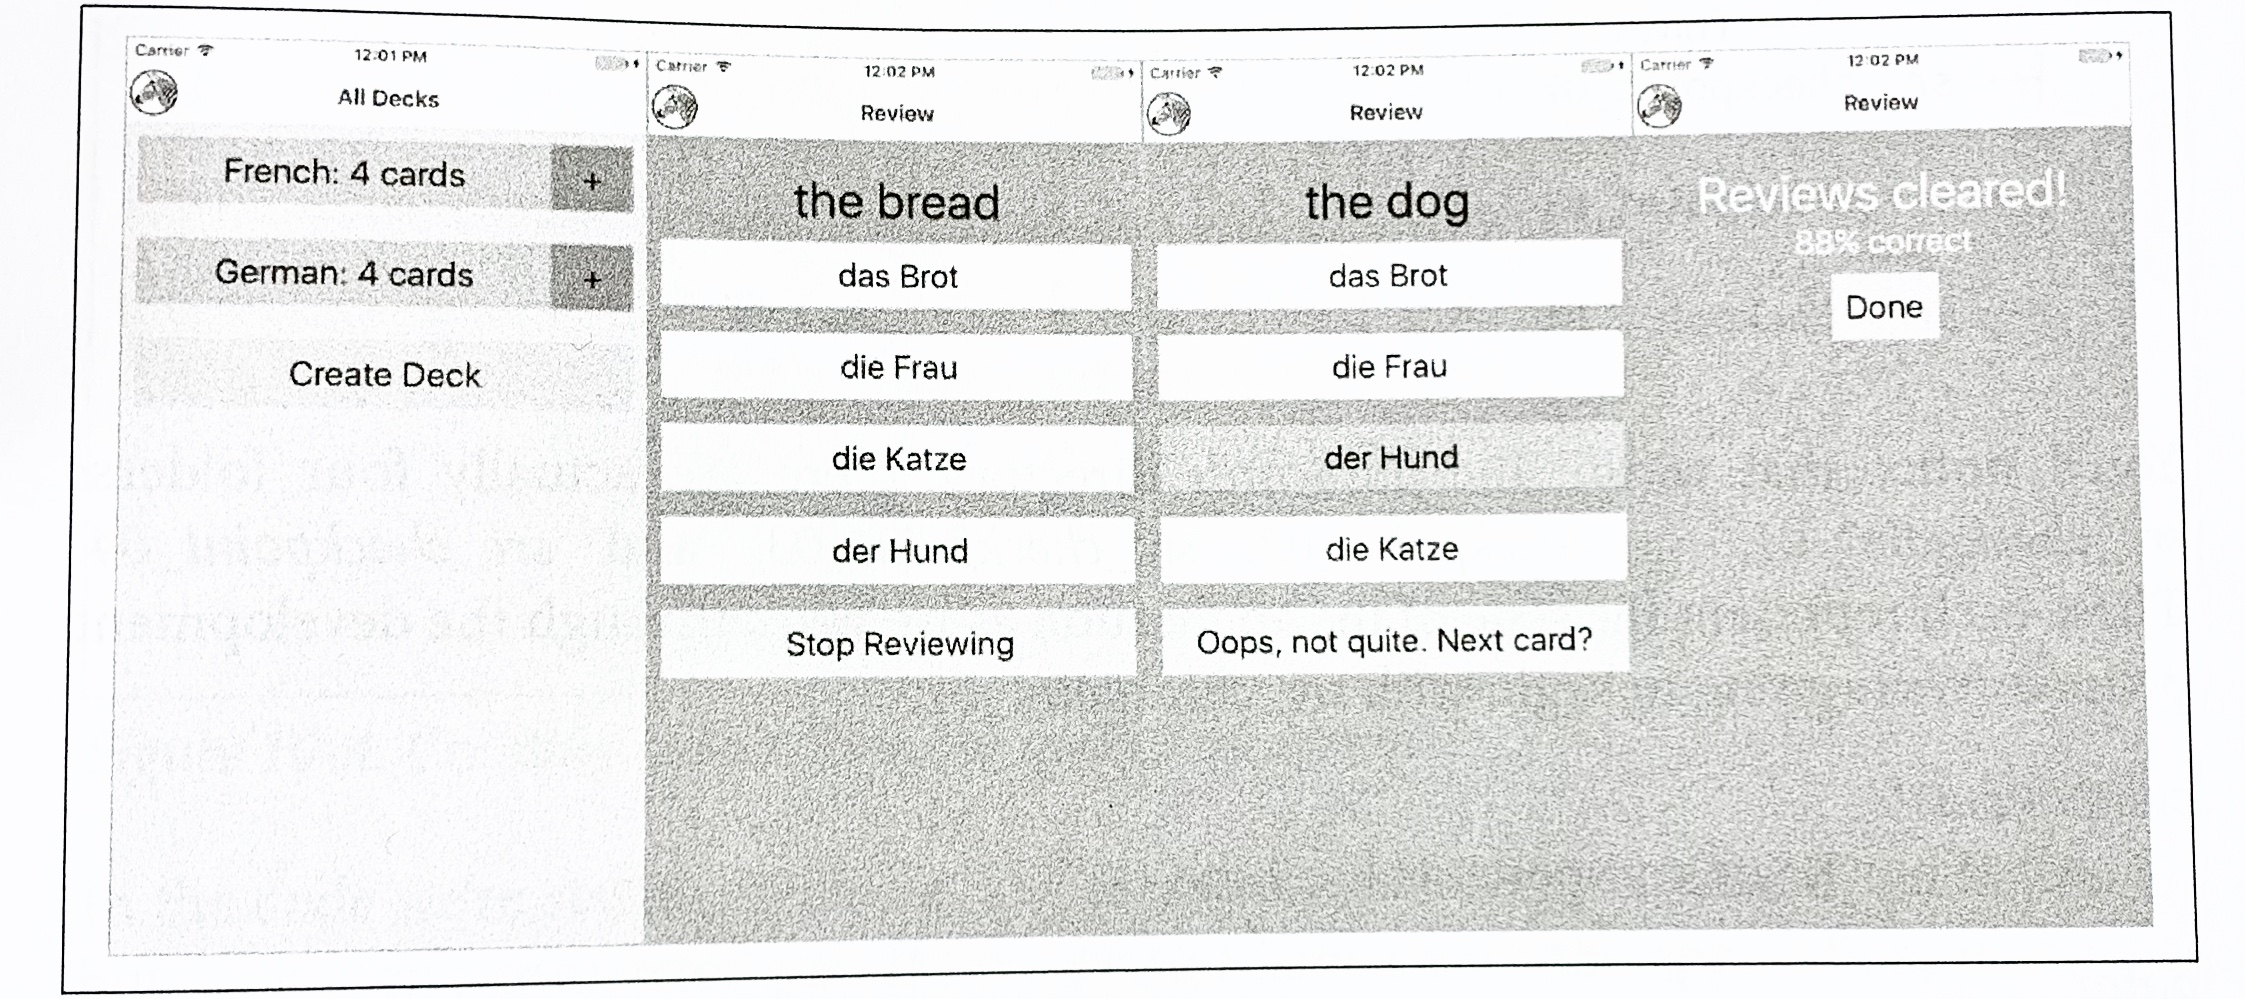 Carrier
12:01 PM
All Decks
French: 4 cards
+
German: 4 cards
+
Create Deck
Carrier
12:02 PM
Review
the bread
das Brot
die Frau
die Katze
der Hund
Stop Reviewing
Carrier
12:02 PM
Review
the dog
das Brot
die Frau
der Hund
die Katze
Oops, not quite. Next card?
Carrier
12:02 PM
Review
Reviews cleared!
88% correct
Done